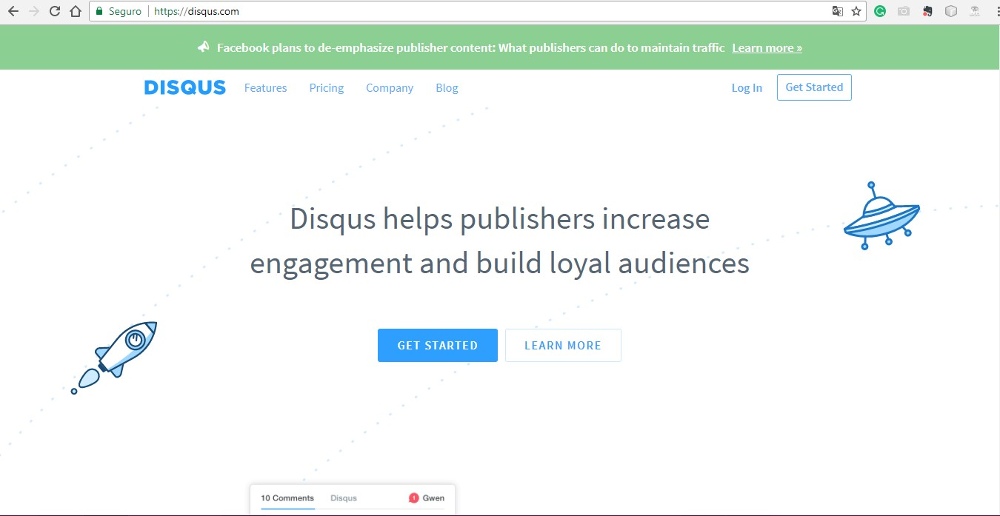 Seguro https://disqus.com
Facebook plans to de-emphasize publisher content: What publishers can do to maintain traffic Learn more »
DISQUS Features Pricing Company Blog Log In Get Started
Disqus helps publishers increase
engagement and build loyal audiences
GET STARTED LEARN MORE
10 Comments Disqus 1 Gwen